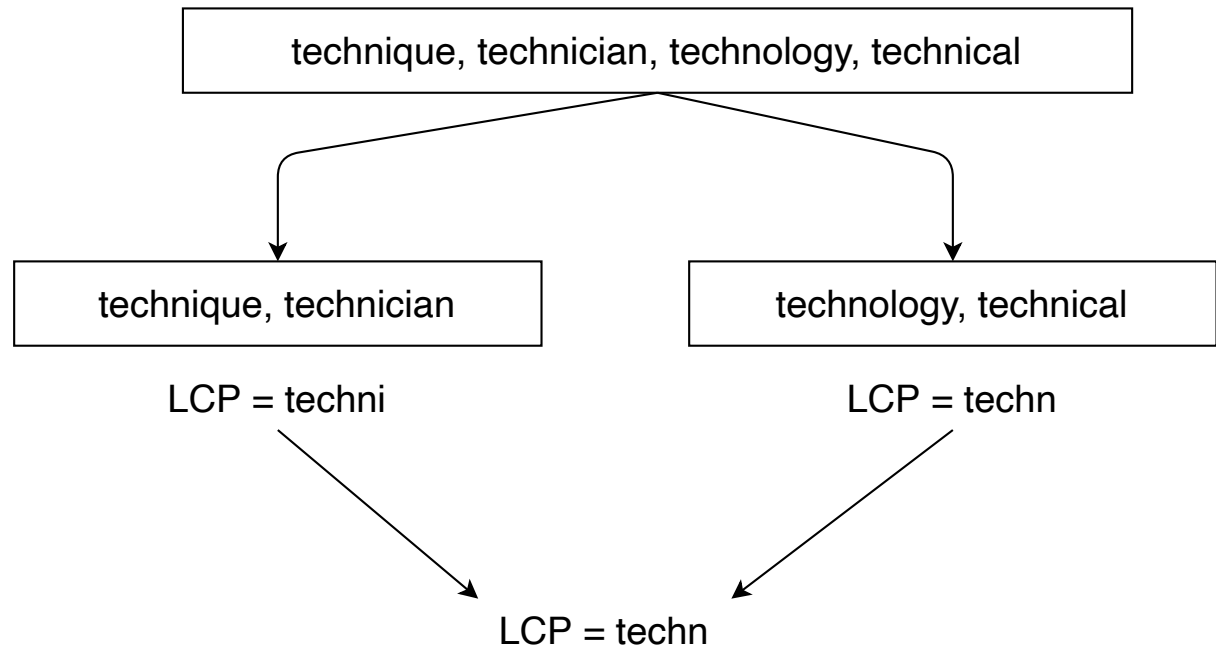 technique, technician, technology, technical
technique, technician
technology, technical
LCP = techni
LCP = techn
LCP = techn